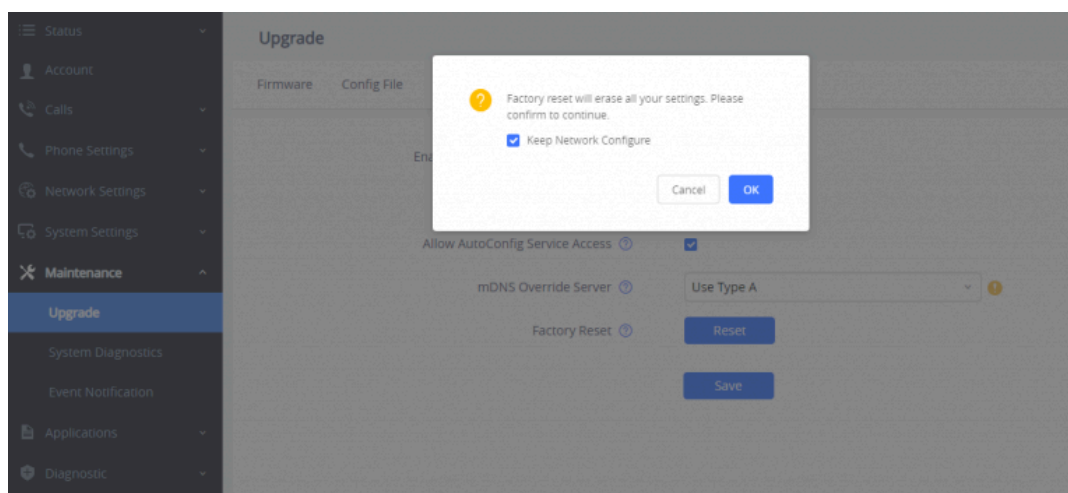 Status
Account
Calls
Phone Settings
Network Settings
System Settings
Maintenance
Upgrade
System Diagnostics
Event Notification
Applications
Diagnostic
Upgrade
Firmware
Config File
Factory reset will erase all your settings. Please
confirm to continue.
Keep Network Configure
Cancel
OK
Ena
Allow AutoConfig Service Access
mDNS Override Server
Use Type A
Factory Reset
Reset
Save